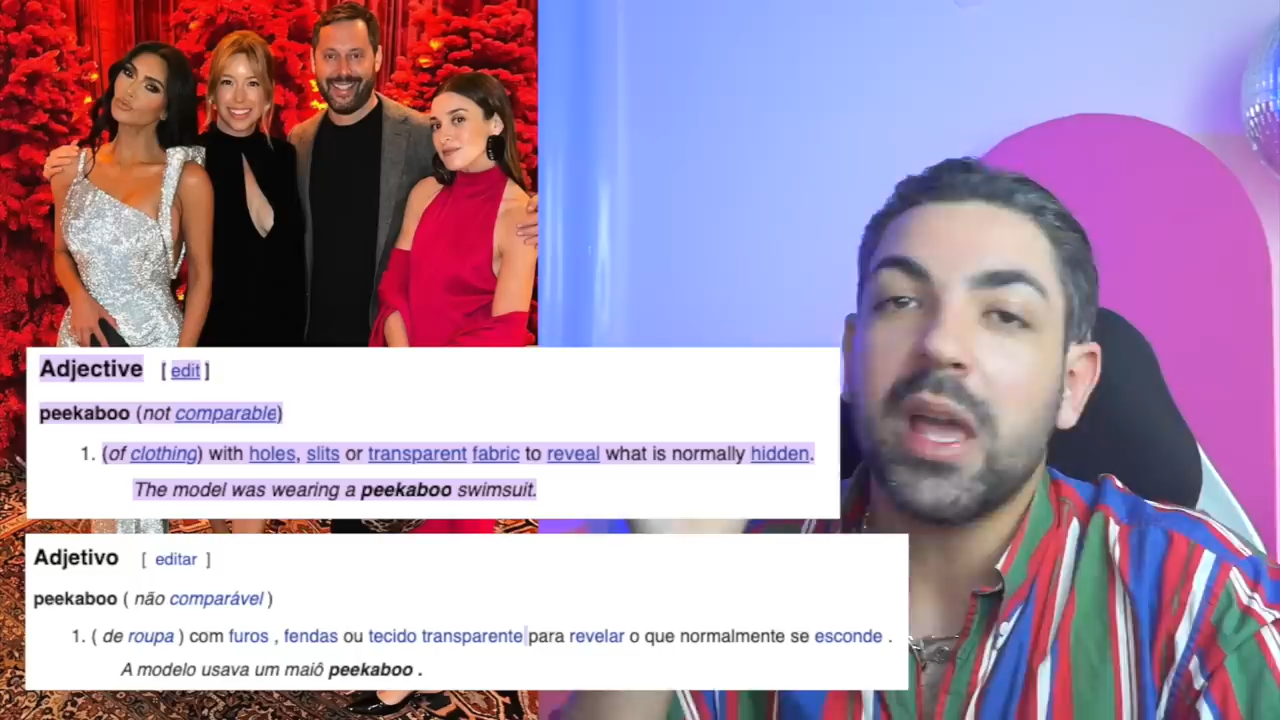 Adjective [ edit ]
peekaboo (not comparable)
1. (of clothing) with holes, slits or transparent fabric to reveal what is normally hidden.
The model was wearing a peekaboo swimsuit.
Adjetivo [ editar ]
peekaboo ( não comparável )
1. ( de roupa ) com furos , fendas ou tecido transparente para revelar o que normalmente se esconde .
A modelo usava um maiô peekaboo .